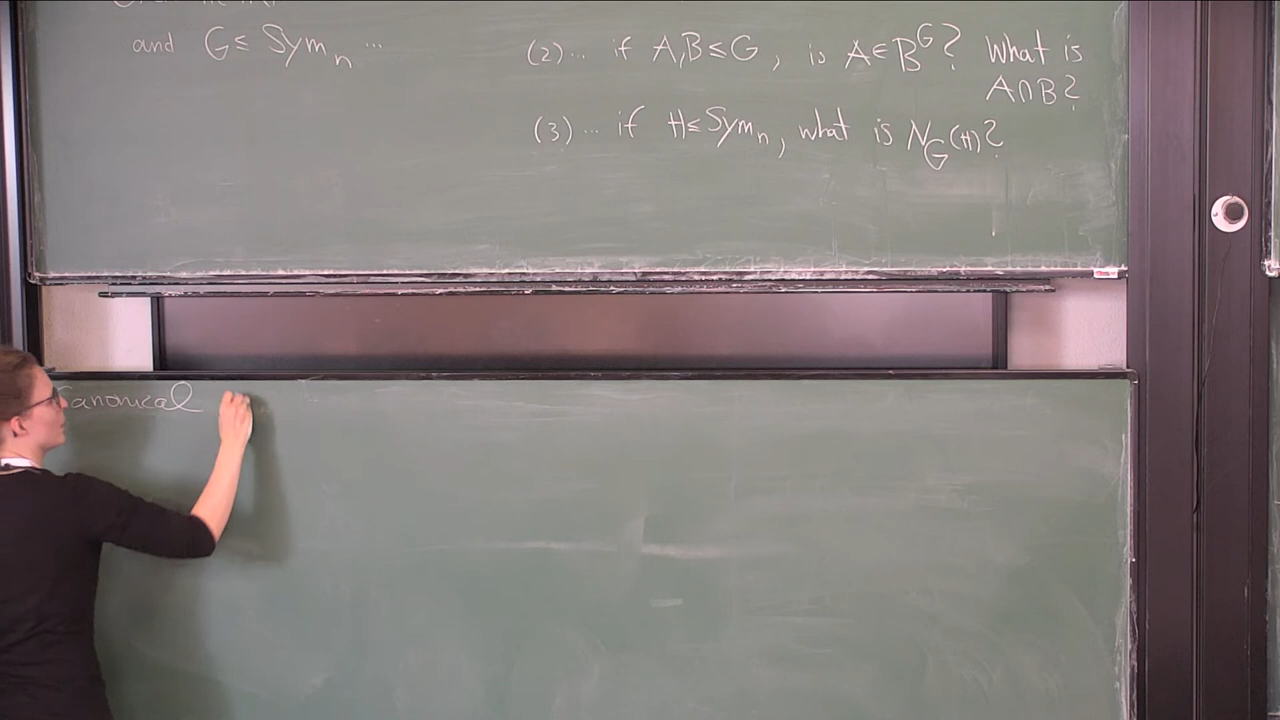 and G ≤ Sym_n ...
(2)... if A,B ≤ G, is A ∈ B^G? What is
A∩B?
(3)... if H ≤ Sym_n, what is N_G(H)?
Canonical